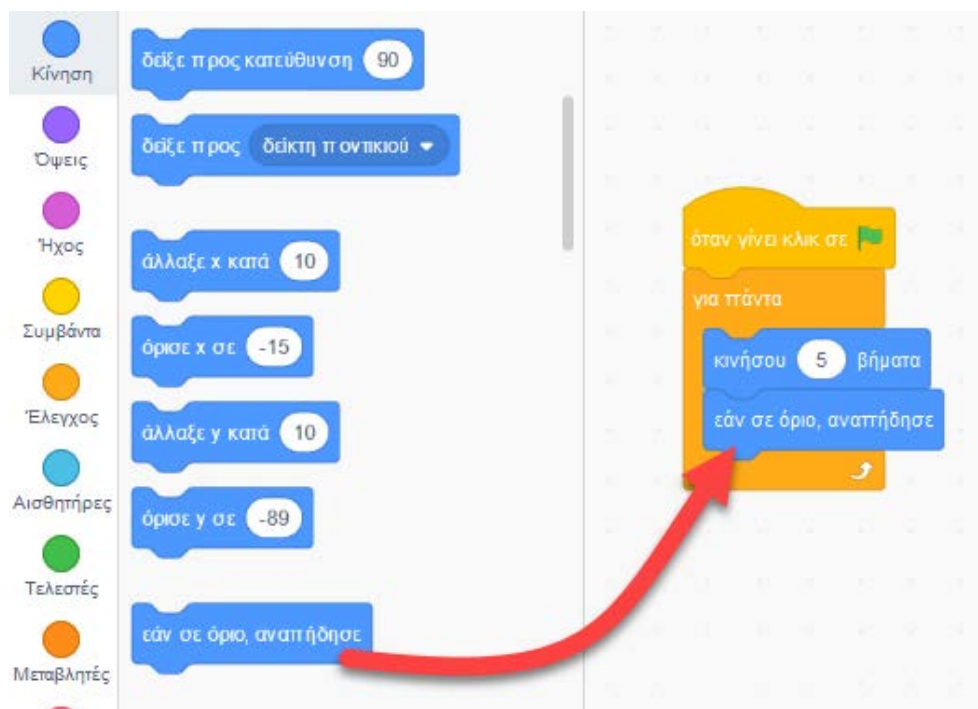 Κίνηση
Όψεις
Ήχος
Συμβάντα
Έλεγχος
Αισθητήρες
Τελεστές
Μεταβλητές
δείξε προς κατεύθυνση 90
δείξε προς δείκτη ποντικιού
άλλαξε x κατά 10
όρισε x σε -15
άλλαξε y κατά 10
όρισε y σε -89
εάν σε όριο, αναπήδησε
όταν γίνει κλικ σε
για πάντα
κινήσου 5 βήματα
εάν σε όριο, αναπήδησε